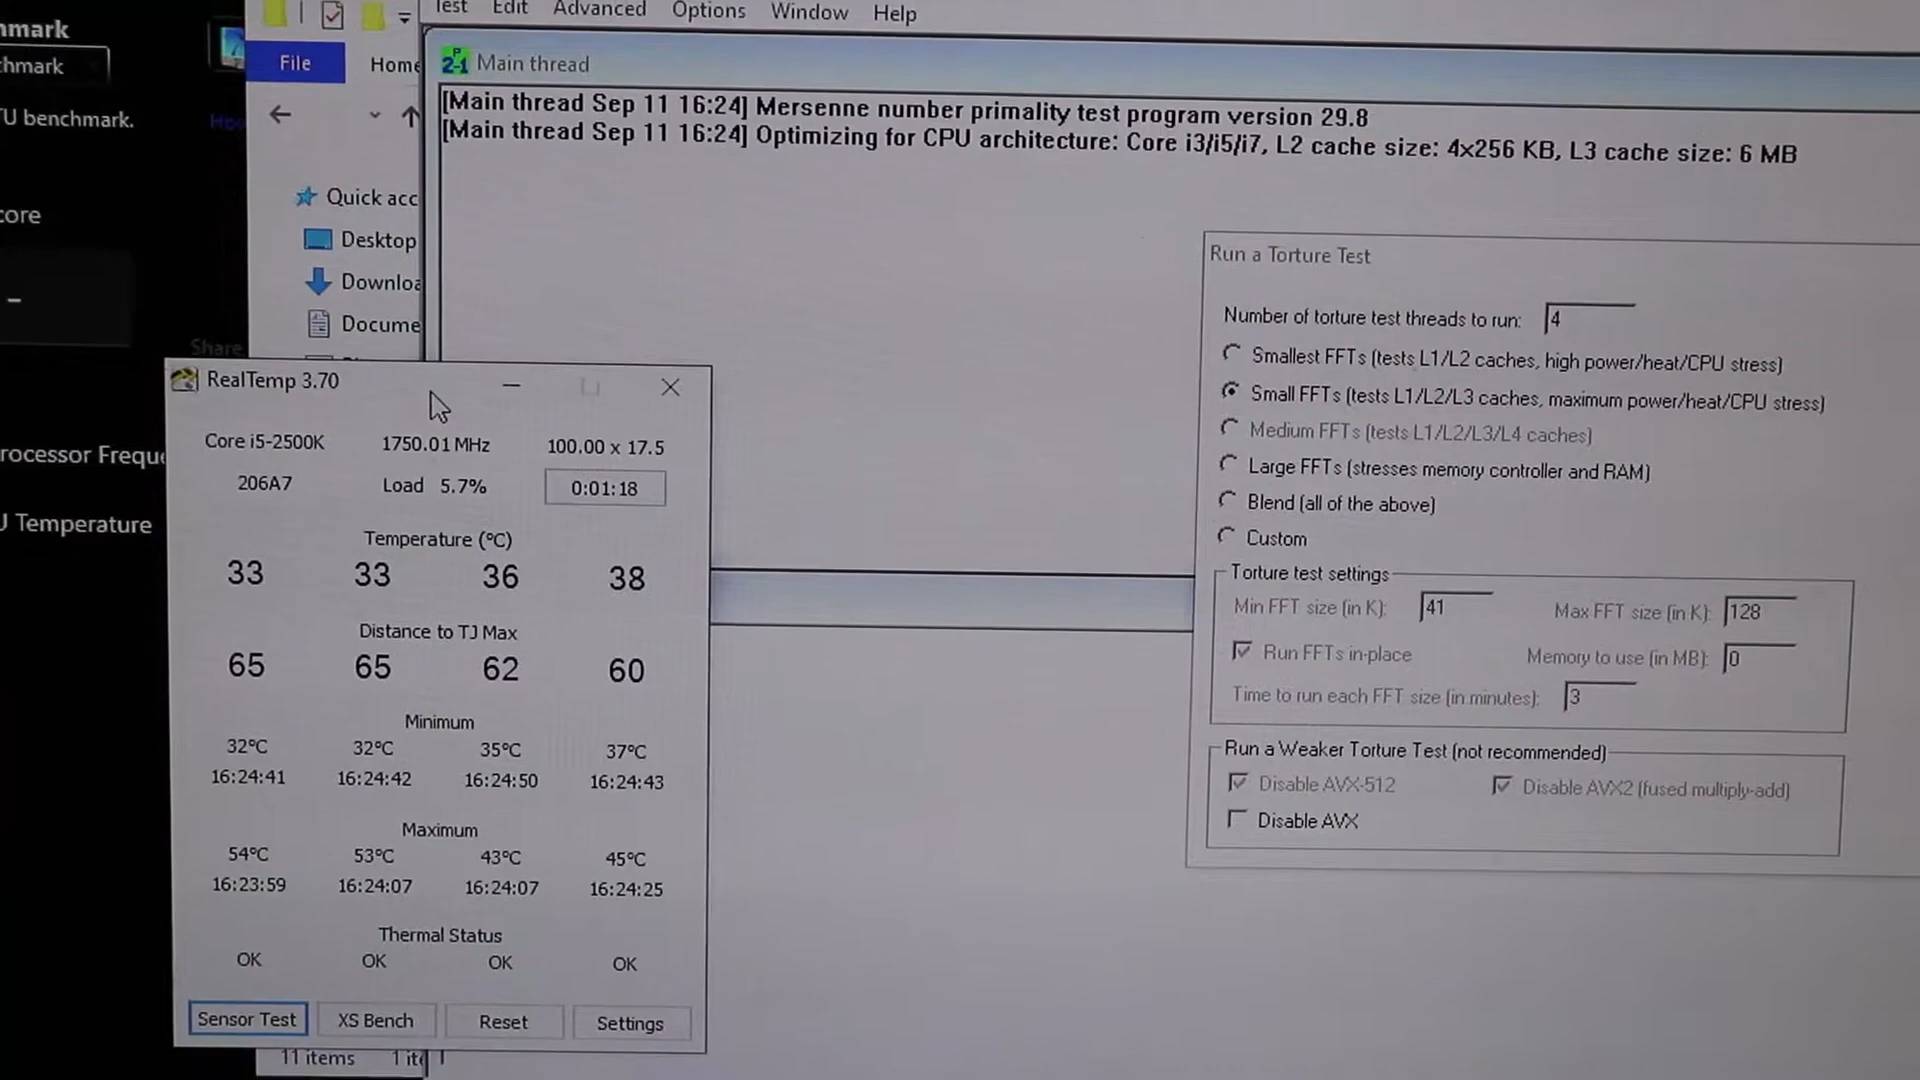 nmark
hmark
TU benchmark.
core
–
Share
rocessor Freque
J Temperature
File
Home
Quick acc
Desktop
Downloa
Docume
11 items 1 ite
Test Edit Advanced Options Window Help
Main thread
[Main thread Sep 11 16:24] Mersenne number primality test program version 29.8
[Main thread Sep 11 16:24] Optimizing for CPU architecture: Core i3/i5/i7, L2 cache size: 4x256 KB, L3 cache size: 6 MB
RealTemp 3.70
Core i5-2500K 1750.01 MHz 100.00 x 17.5
206A7 Load 5.7% 0:01:18
Temperature (°C)
33 33 36 38
Distance to TJ Max
65 65 62 60
Minimum
32°C 32°C 35°C 37°C
16:24:41 16:24:42 16:24:50 16:24:43
Maximum
54°C 53°C 43°C 45°C
16:23:59 16:24:07 16:24:07 16:24:25
Thermal Status
OK OK OK OK
Sensor Test XS Bench Reset Settings
Run a Torture Test
Number of torture test threads to run: 4
Smallest FFTs (tests L1/L2 caches, high power/heat/CPU stress)
Small FFTs (tests L1/L2/L3 caches, maximum power/heat/CPU stress)
Medium FFTs (tests L1/L2/L3/L4 caches)
Large FFTs (stresses memory controller and RAM)
Blend (all of the above)
Custom
Torture test settings
Min FFT size (in K): 41 Max FFT size (in K): 128
Run FFTs in-place Memory to use (in MB): 0
Time to run each FFT size (in minutes): 3
Run a Weaker Torture Test (not recommended)
Disable AVX-512 Disable AVX2 (fused multiply-add)
Disable AVX